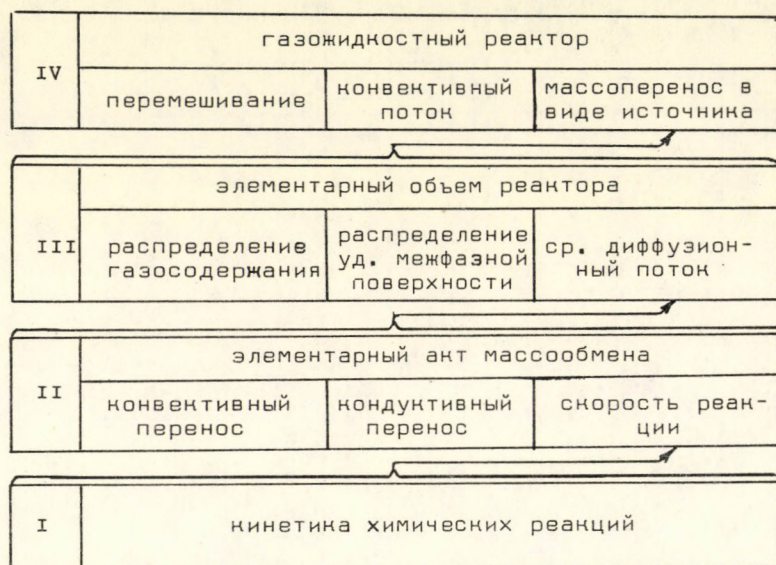 газожидкостный реактор
IV
перемешивание
конвективный
поток
массоперенос в
виде источника
элементарный объем реактора
III
распределение
газосодержания
распределение
уд. межфазной
поверхности
ср. диффузион-
ный поток
элементарный акт массообмена
II
конвективный
перенос
кондуктивный
перенос
скорость реак-
ции
I
кинетика химических реакций